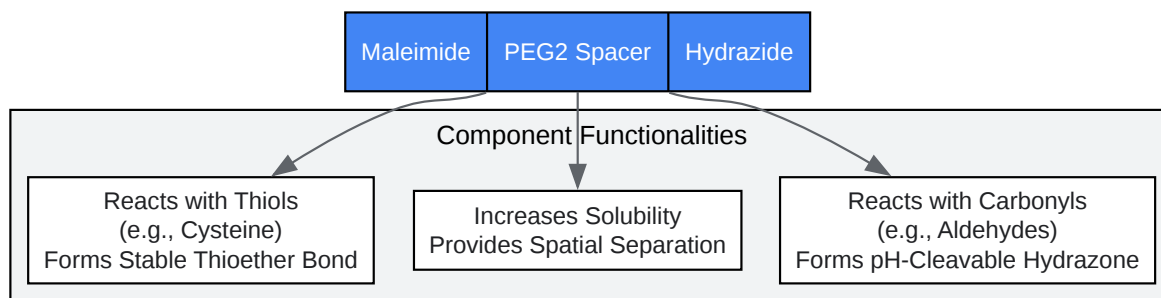 Maleimide
PEG2 Spacer
Hydrazide
Component Functionalities
Reacts with Thiols
(e.g., Cysteine)
Forms Stable Thioether Bond
Increases Solubility
Provides Spatial Separation
Reacts with Carbonyls
(e.g., Aldehydes)
Forms pH-Cleavable Hydrazone